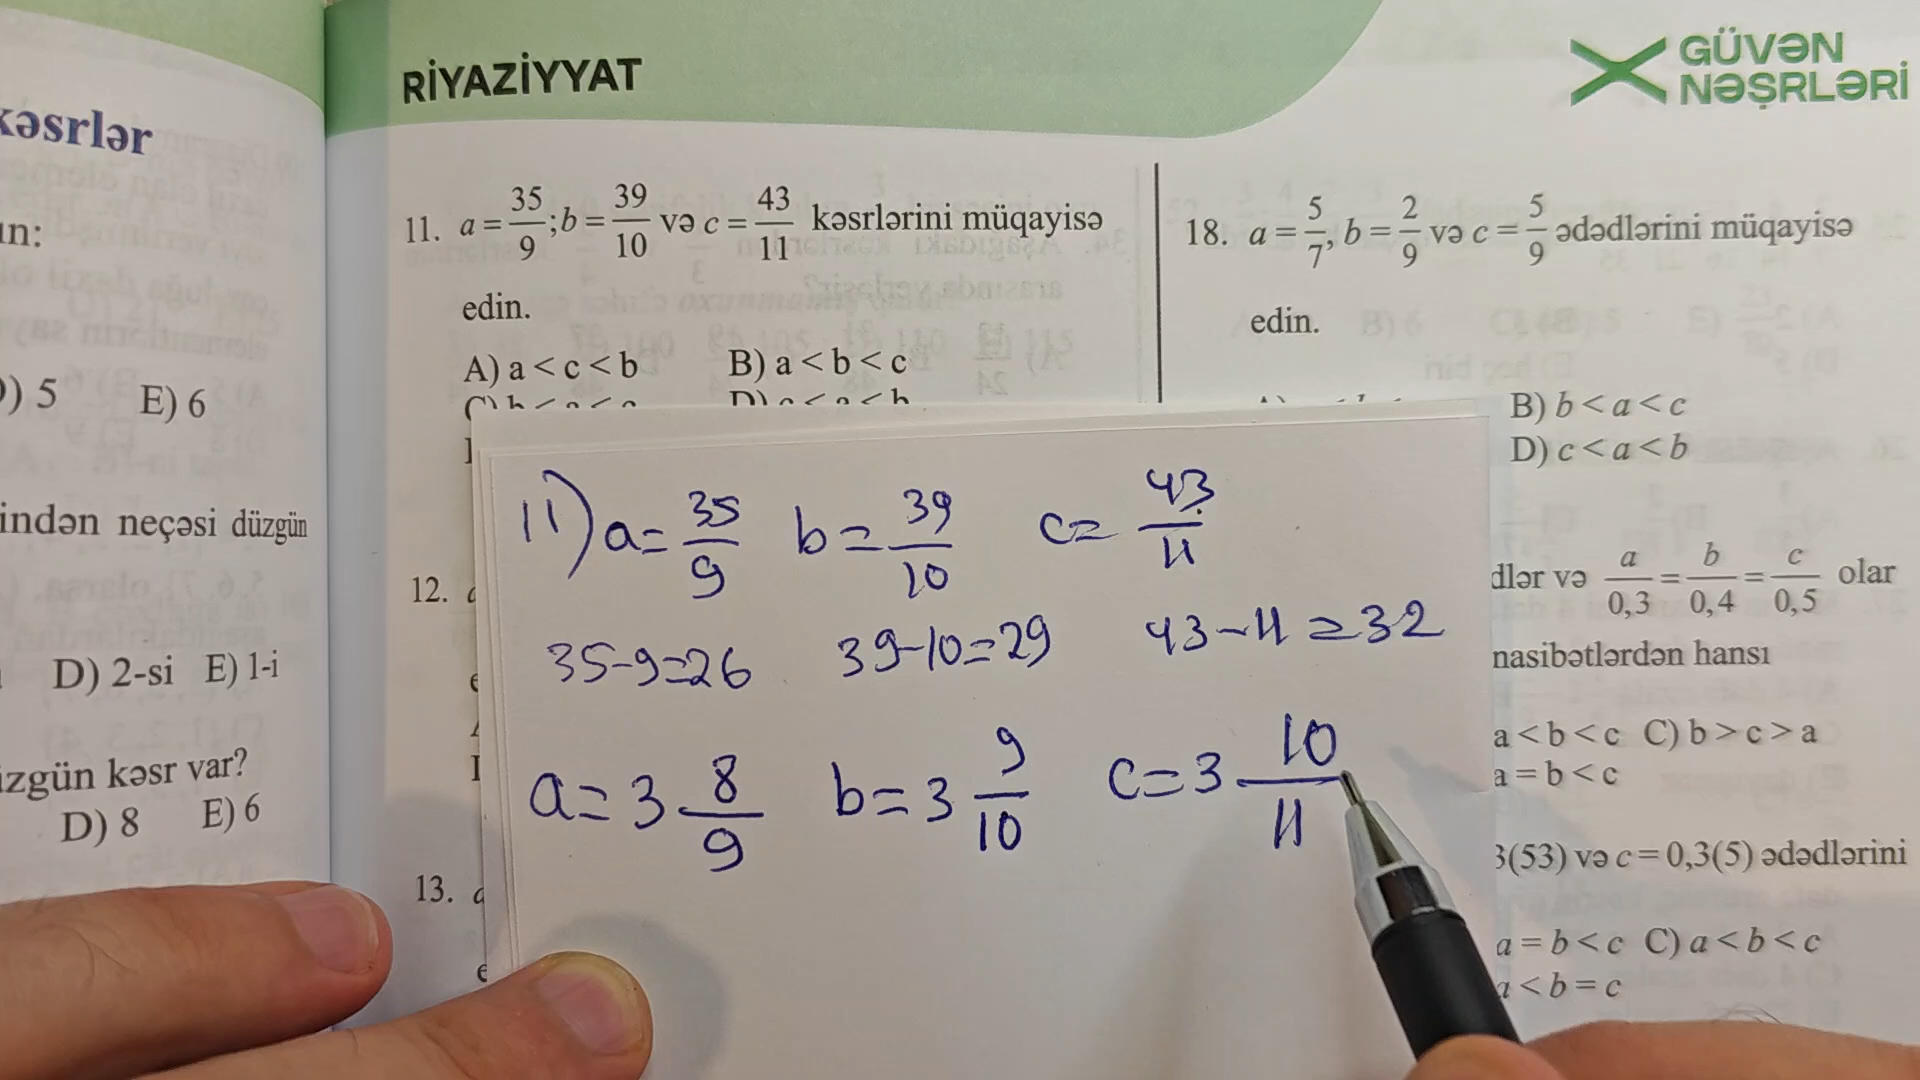 kəsrlər
ın:
D) 5 E) 6
indən neçəsi düzgün
D) 2-si E) 1-i
zgün kəsr var?
D) 8 E) 6
RİYAZİYYAT
GÜVƏN
NƏŞRLƏRİ
11. a = 35/9; b = 39/10 və c = 43/11 kəsrlərini müqayisə
edin.
A) a < c < b B) a < b < c
12.
13.
11) a = 35/9 b = 39/10 c = 43/11
35-9=26 39-10=29 43-11=32
a = 3 8/9 b = 3 9/10 c = 3 10/11
18. a = 5/7, b = 2/9 və c = 5/9 ədədlərini müqayisə
edin.
B) b < a < c
D) c < a < b
dlər və a/0,3 = b/0,4 = c/0,5 olar
nasibətlərdən hansı
a < b < c C) b > c > a
a = b < c
3(53) və c = 0,3(5) ədədlərini
a = b < c C) a < b < c
a < b = c